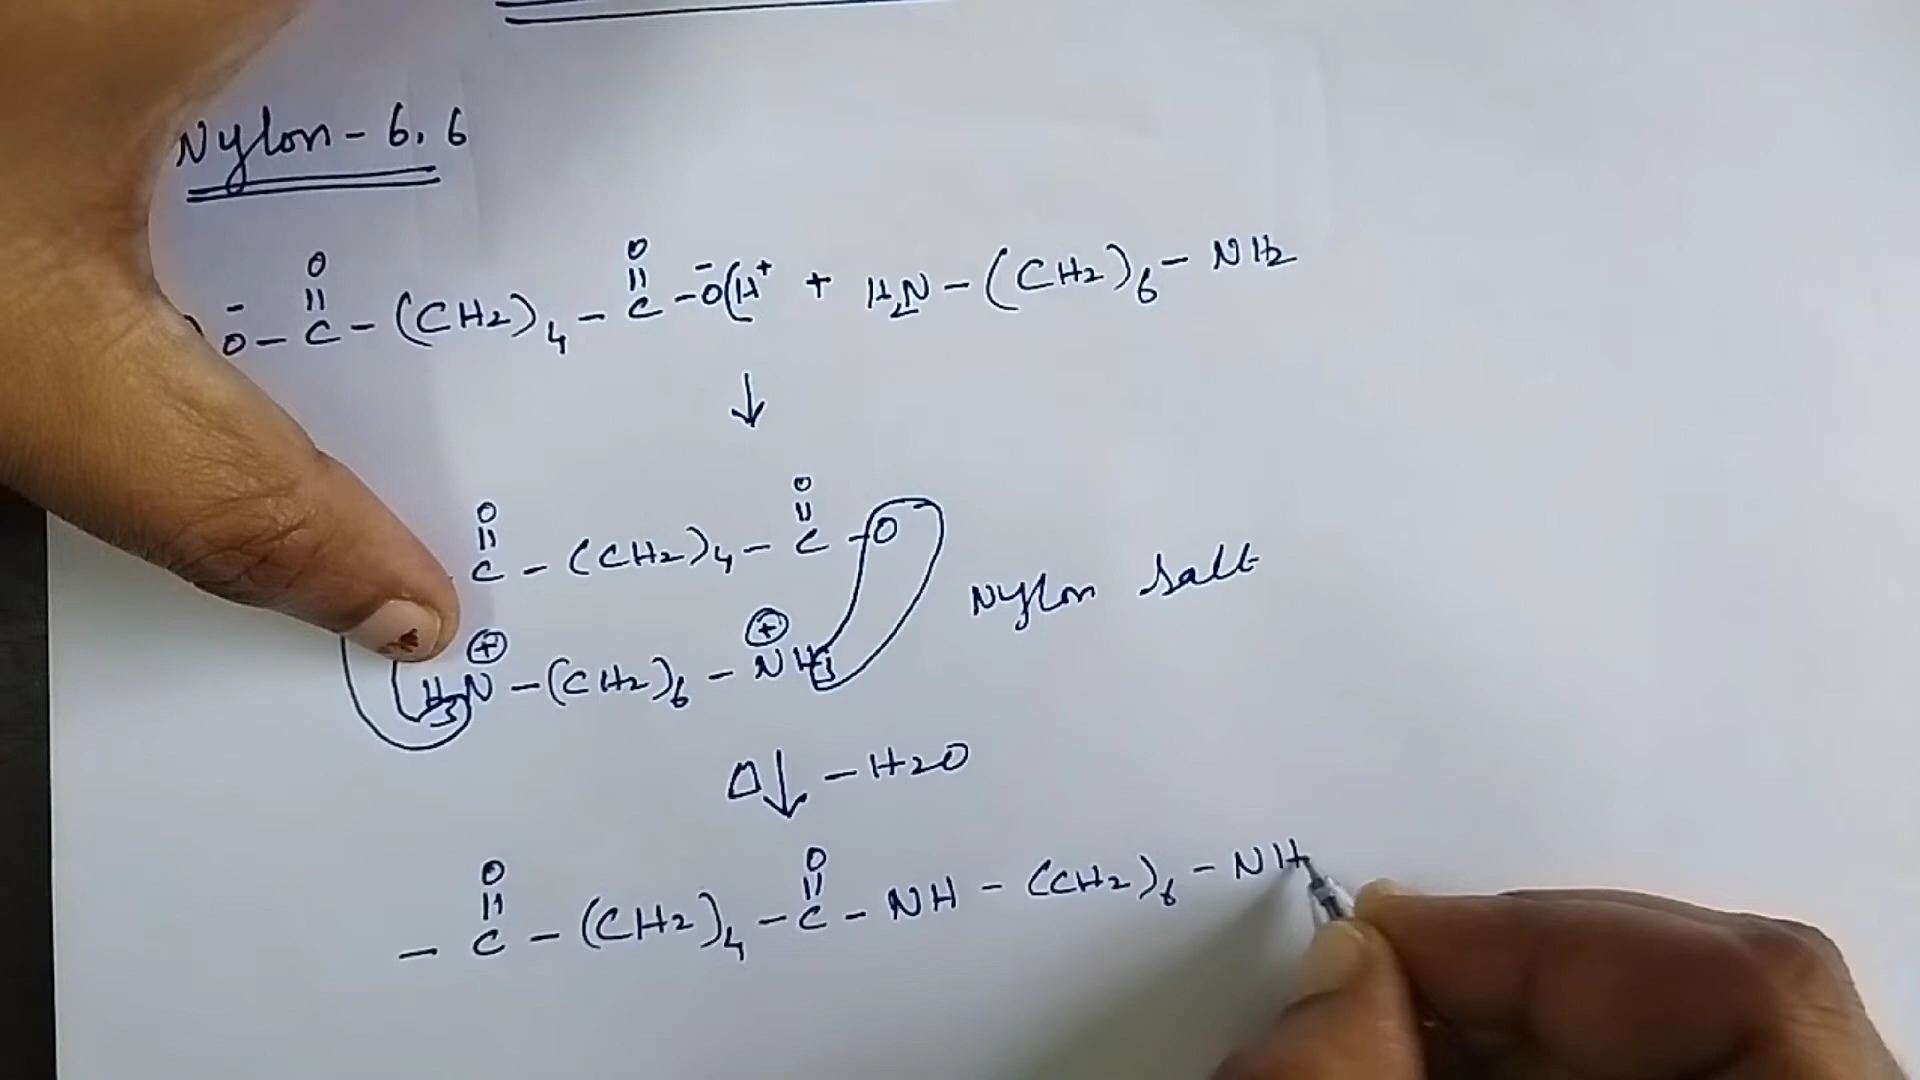 Nylon - 6,6
O O
|| ||
- -
O - C - (CH2)4 - C - O(H+ + H2N - (CH2)6 - NH2
↓
O O
|| ||
C - (CH2)4 - C - O
Nylon salt
⊕ ⊕
H3N - (CH2)6 - NH3
Δ↓ - H2O
O O
|| ||
- C - (CH2)4 - C - NH - (CH2)6 - NH